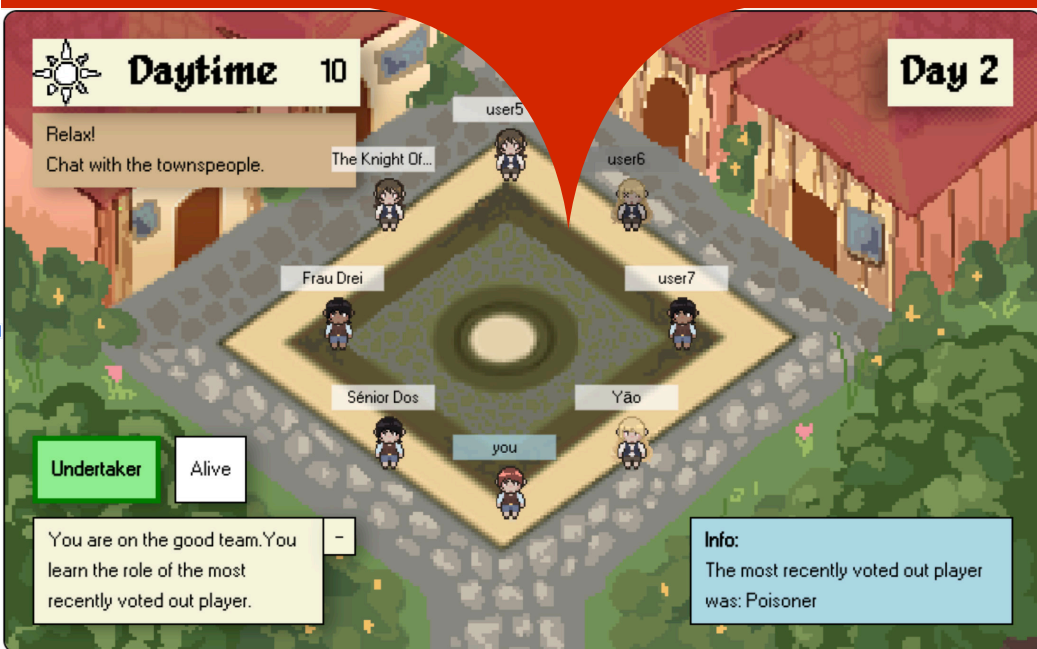 Daytime 10
Day 2
Relax!
Chat with the townspeople.
user5
The Knight Of...
user6
Frau Drei
user7
Sénior Dos
Yāo
you
Undertaker
Alive
You are on the good team.You
learn the role of the most
recently voted out player.
-
Info:
The most recently voted out player
was: Poisoner